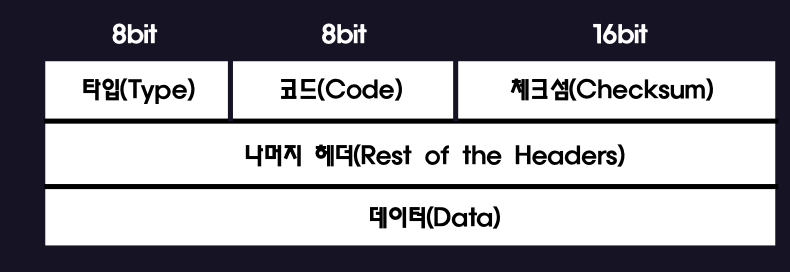 8bit 8bit 16bit
타입(Type) 코드(Code) 체크섬(Checksum)
나머지 헤더(Rest of the Headers)
데이터(Data)